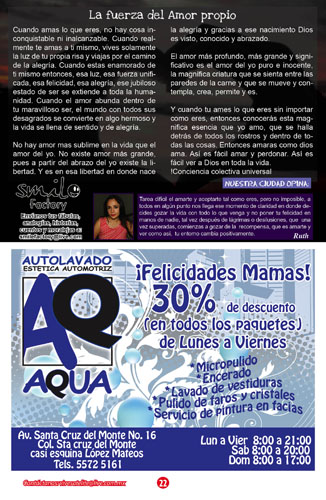 La fuerza del Amor propio
Cuando amas lo que eres; no hay cosa in-
conquistable ni inalcanzable. Cuando real-
mente te amas a ti mismo, vives solamente
la luz de tu propia risa y viajas por el camino
de la alegría. Cuando estas enamorado de
ti mismo entonces, esa luz, esa fuerza unifi-
cada, esa felicidad, esa alegría, ese jubiloso
estado de ser se extiende a toda la huma-
nidad. Cuando el amor abunda dentro de
tu maravilloso ser, el mundo con todos sus
desagrados se convierte en algo hermoso y
la vida se llena de sentido y de alegría.
No hay amor mas sublime en la vida que el
amor del yo. No existe amor más grande,
pues a partir del abrazo del yo existe la li-
bertad. Y es en esa libertad en donde nace
la alegría y gracias a ese nacimiento Dios
es visto, conocido y abrazado.
El amor más profundo, más grande y signi-
ficativo es el amor del yo puro e inocente,
la magnífica criatura que se sienta entre las
paredes de la carne y que se mueve y con-
templa, crea, permite y es.
Y cuando tu ames lo que eres sin importar
como eres, entonces conocerás esta mag-
nífica esencia que yo amo, que se halla
detrás de todos los rostros y dentro de to-
das las cosas. Entonces amaras como dios
ama. Así es fácil amar y perdonar. Así es
fácil ver a Dios en toda la vida.
!Conciencia colectiva universal
Smile
Factory
Envíanos tus fábulas,
analogías, historias,
cuentos y moralejas a:
smilefactory@live.com
NUESTRA CIUDAD OPINA.
Tarea difícil el amarte y aceptarte tal como eres, pero no imposible, a
todos en algún punto nos llega ese momento de claridad en donde de-
cides gozar la vida con todo lo que venga y no poner tu felicidad en
manos de nadie, tal vez después de lágrimas o desilusiones, que una
vez superadas, comienzas a gozar de la recompensa, que es amarte y
ver como así, tu entorno cambia positivamente.
Ruth
AUTOLAVADO
ESTETICA AUTOMOTRIZ
AQ
AQUA
¡Felicidades Mamas!
30% de descuento
(en todos los paquetes)
de Lunes a Viernes
*Micropulido
*Encerado
*Lavado de vestiduras
*Pulido de faros y cristales
*Servicio de pintura en facias
Av. Santa Cruz del Monte No. 16
Col. Sta cruz del Monte
casi esquina López Mateos
Tels. 5572 5161
Lun a Vier 8:00 a 21:00
Sab 8:00 a 20:00
Dom 8:00 a 17:00
22